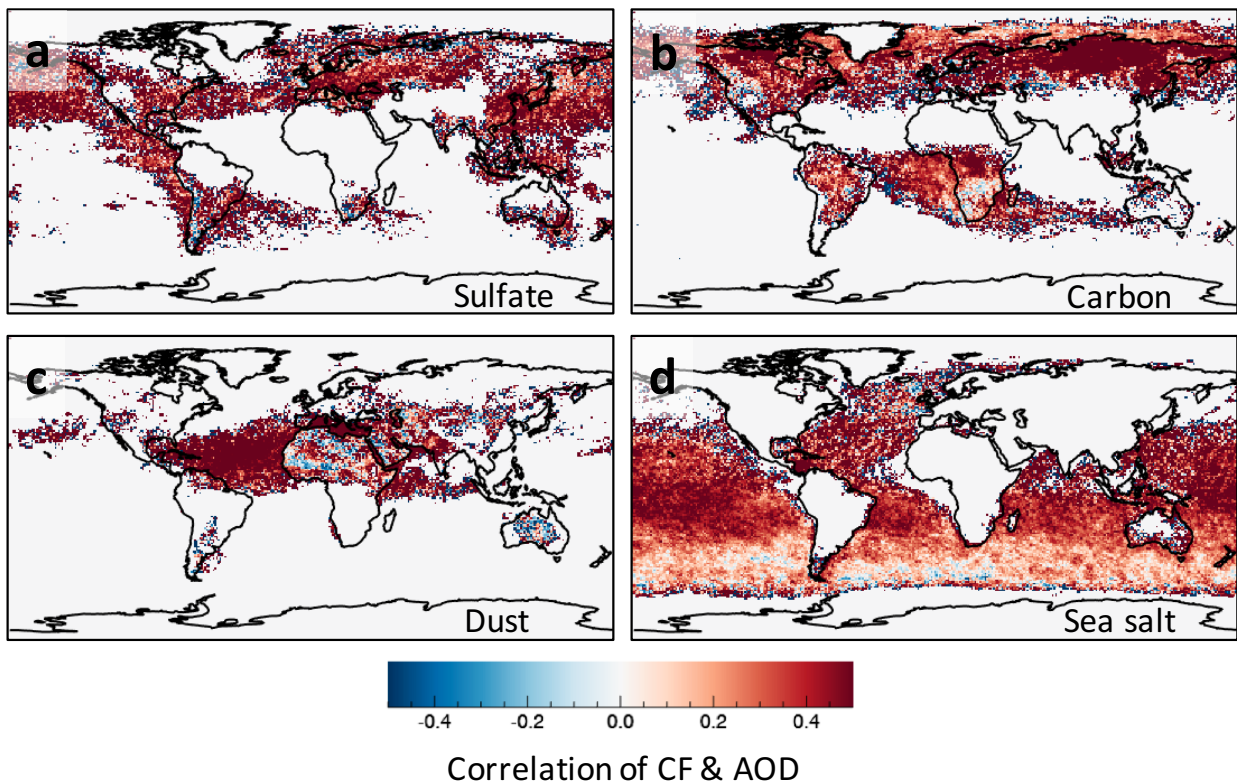 a
b
Sulfate
Carbon
c
d
Dust
Sea salt
-0.4 -0.2 0.0 0.2 0.4
Correlation of CF & AOD